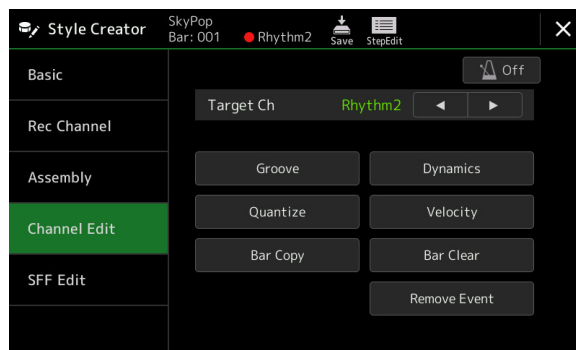 Style Creator
SkyPop
Bar: 001
Rhythm2
Save
StepEdit
Basic
Rec Channel
Assembly
Channel Edit
SFF Edit
Off
Target Ch Rhythm2
Groove Dynamics
Quantize Velocity
Bar Copy Bar Clear
Remove Event